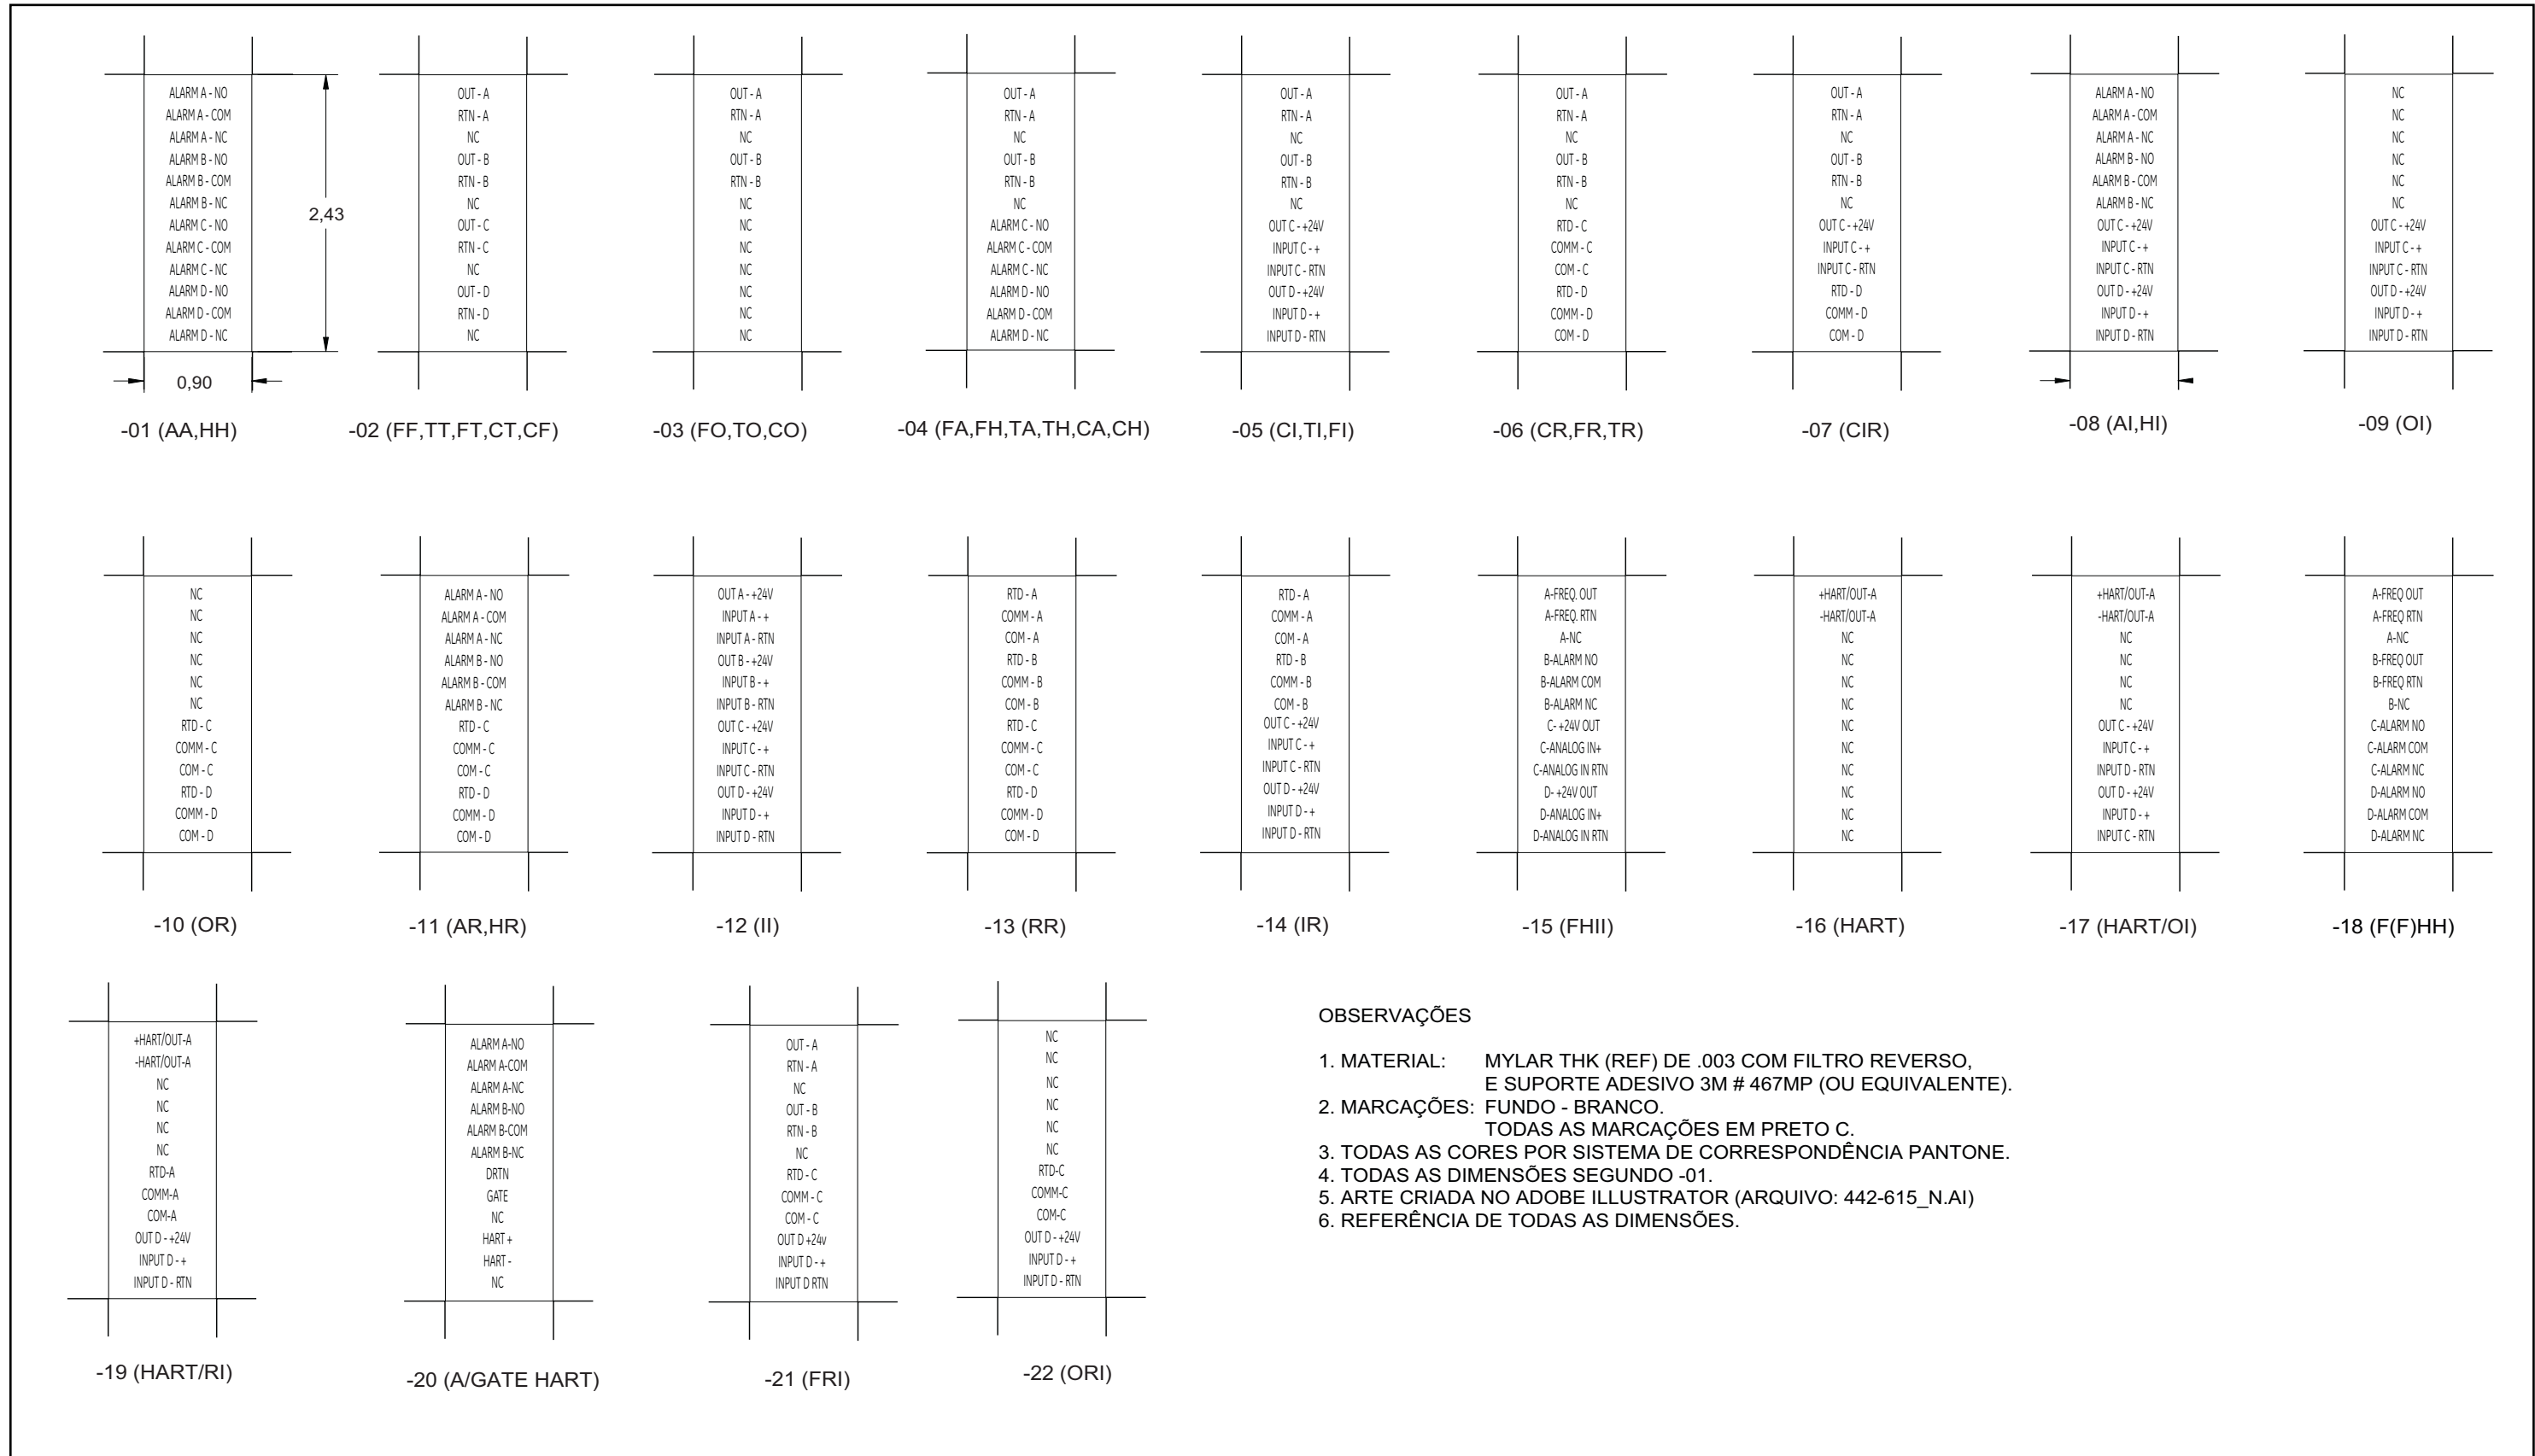 ALARM A - NO
ALARM A - COM
ALARM A - NC
ALARM B - NO
ALARM B - COM
ALARM B - NC
ALARM C - NO
ALARM C - COM
ALARM C - NC
ALARM D - NO
ALARM D - COM
ALARM D - NC
2,43
0,90
-01 (AA,HH)
OUT - A
RTN - A
NC
OUT - B
RTN - B
NC
OUT - C
RTN - C
NC
OUT - D
RTN - D
NC
-02 (FF,TT,FT,CT,CF)
OUT - A
RTN - A
NC
OUT - B
RTN - B
NC
NC
NC
NC
NC
NC
NC
-03 (FO,TO,CO)
OUT - A
RTN - A
NC
OUT - B
RTN - B
NC
ALARM C - NO
ALARM C - COM
ALARM C - NC
ALARM D - NO
ALARM D - COM
ALARM D - NC
-04 (FA,FH,TA,TH,CA,CH)
OUT - A
RTN - A
NC
OUT - B
RTN - B
NC
OUT C - +24V
INPUT C - +
INPUT C - RTN
OUT D - +24V
INPUT D - +
INPUT D - RTN
-05 (CI,TI,FI)
OUT - A
RTN - A
NC
OUT - B
RTN - B
NC
RTD - C
COMM - C
COM - C
RTD - D
COMM - D
COM - D
-06 (CR,FR,TR)
OUT - A
RTN - A
NC
OUT - B
RTN - B
NC
OUT C - +24V
INPUT C - +
INPUT C - RTN
RTD - D
COMM - D
COM - D
-07 (CIR)
ALARM A - NO
ALARM A - COM
ALARM A - NC
ALARM B - NO
ALARM B - COM
ALARM B - NC
OUT C - +24V
INPUT C - +
INPUT C - RTN
OUT D - +24V
INPUT D - +
INPUT D - RTN
-08 (AI,HI)
NC
NC
NC
NC
NC
NC
OUT C - +24V
INPUT C - +
INPUT C - RTN
OUT D - +24V
INPUT D - +
INPUT D - RTN
-09 (OI)
NC
NC
NC
NC
NC
NC
RTD - C
COMM - C
COM - C
RTD - D
COMM - D
COM - D
-10 (OR)
ALARM A - NO
ALARM A - COM
ALARM A - NC
ALARM B - NO
ALARM B - COM
ALARM B - NC
RTD - C
COMM - C
COM - C
RTD - D
COMM - D
COM - D
-11 (AR,HR)
OUT A - +24V
INPUT A - +
INPUT A - RTN
OUT B - +24V
INPUT B - +
INPUT B - RTN
OUT C - +24V
INPUT C - +
INPUT C - RTN
OUT D - +24V
INPUT D - +
INPUT D - RTN
-12 (II)
RTD - A
COMM - A
COM - A
RTD - B
COMM - B
COM - B
RTD - C
COMM - C
COM - C
RTD - D
COMM - D
COM - D
-13 (RR)
RTD - A
COMM - A
COM - A
RTD - B
COMM - B
COM - B
OUT C - +24V
INPUT C - +
INPUT C - RTN
OUT D - +24V
INPUT D - +
INPUT D - RTN
-14 (IR)
A-FREQ. OUT
A-FREQ. RTN
A-NC
B-ALARM NO
B-ALARM COM
B-ALARM NC
C- +24V OUT
C-ANALOG IN+
C-ANALOG IN RTN
D- +24V OUT
D-ANALOG IN+
D-ANALOG IN RTN
-15 (FHII)
+HART/OUT-A
-HART/OUT-A
NC
NC
NC
NC
NC
NC
NC
NC
NC
NC
-16 (HART)
+HART/OUT-A
-HART/OUT-A
NC
NC
NC
NC
OUT C - +24V
INPUT C - +
INPUT D - RTN
OUT D - +24V
INPUT D - +
INPUT C - RTN
-17 (HART/OI)
A-FREQ OUT
A-FREQ RTN
A-NC
B-FREQ OUT
B-FREQ RTN
B-NC
C-ALARM NO
C-ALARM COM
C-ALARM NC
D-ALARM NO
D-ALARM COM
D-ALARM NC
-18 (F(F)HH)
+HART/OUT-A
-HART/OUT-A
NC
NC
NC
NC
RTD-A
COMM-A
COM-A
OUT D - +24V
INPUT D - +
INPUT D - RTN
-19 (HART/RI)
ALARM A-NO
ALARM A-COM
ALARM A-NC
ALARM B-NO
ALARM B-COM
ALARM B-NC
DRTN
GATE
NC
HART +
HART -
NC
-20 (A/GATE HART)
OUT - A
RTN - A
NC
OUT - B
RTN - B
NC
RTD - C
COMM - C
COM - C
OUT D +24v
INPUT D - +
INPUT D RTN
-21 (FRI)
NC
NC
NC
NC
NC
NC
RTD-C
COMM-C
COM-C
OUT D - +24V
INPUT D - +
INPUT D - RTN
-22 (ORI)
OBSERVAÇÕES
1. MATERIAL: MYLAR THK (REF) DE .003 COM FILTRO REVERSO,
E SUPORTE ADESIVO 3M # 467MP (OU EQUIVALENTE).
2. MARCAÇÕES: FUNDO - BRANCO.
TODAS AS MARCAÇÕES EM PRETO C.
3. TODAS AS CORES POR SISTEMA DE CORRESPONDÊNCIA PANTONE.
4. TODAS AS DIMENSÕES SEGUNDO -01.
5. ARTE CRIADA NO ADOBE ILLUSTRATOR (ARQUIVO: 442-615_N.AI)
6. REFERÊNCIA DE TODAS AS DIMENSÕES.